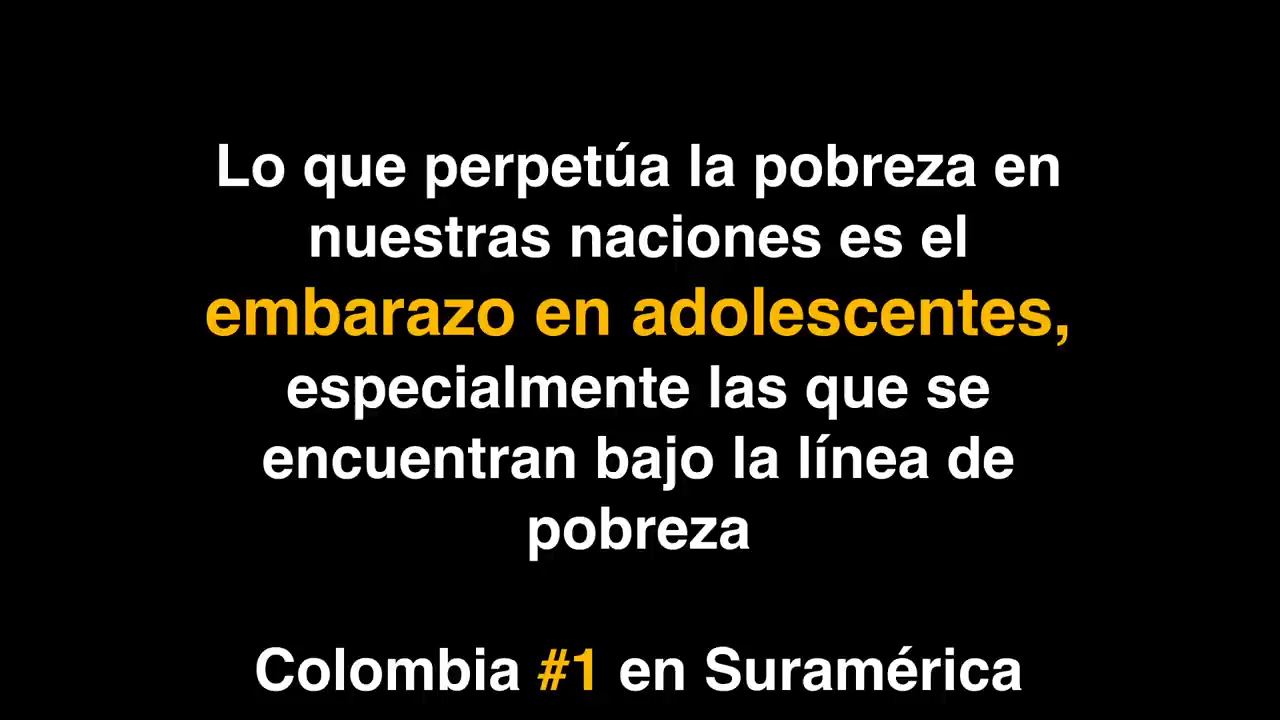 Lo que perpetúa la pobreza en
nuestras naciones es el
embarazo en adolescentes,
especialmente las que se
encuentran bajo la línea de
pobreza
Colombia #1 en Suramérica